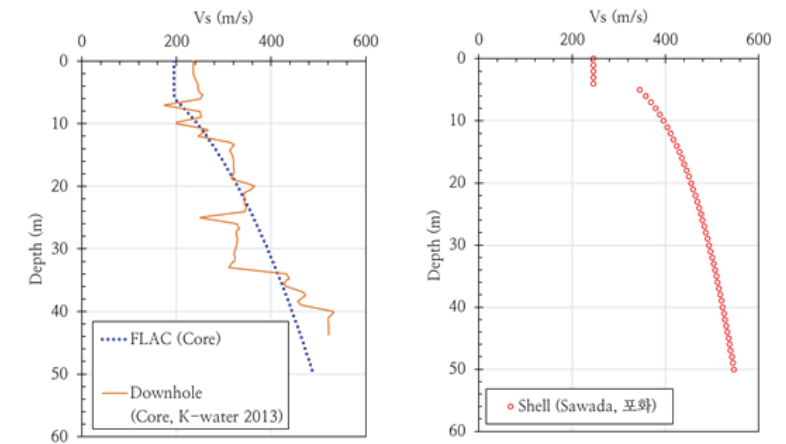 Vs (m/s)
0 200 400 600
0
10
20
30
40
50
60
Depth (m)
FLAC (Core)
Downhole
(Core, K-water 2013)
Vs (m/s)
0 200 400 600
0
10
20
30
40
50
60
Depth (m)
Shell (Sawada, 포화)